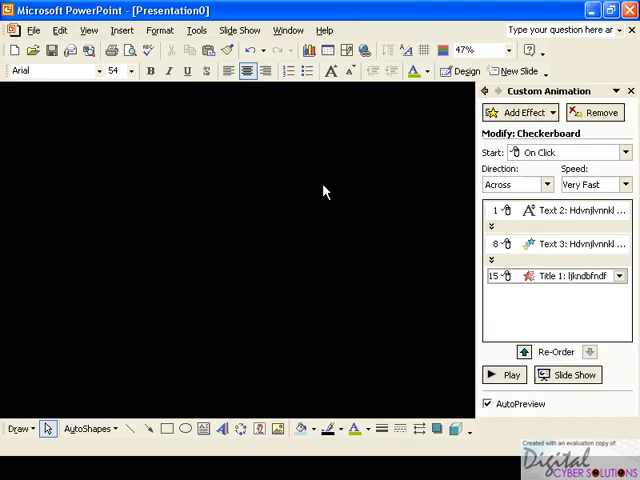 Microsoft PowerPoint - [Presentation0]
File Edit View Insert Format Tools Slide Show Window Help Type your question here ar
47%
Arial 54 B I U Design New Slide
Custom Animation
Add Effect Remove
Modify: Checkerboard
Start: On Click
Direction: Speed:
Across Very Fast
1 Text 2: Hdvnjlvnnkl ...
8 Text 3: Hdvnjlvnnkl ...
15 Title 1: ljkndbfndf
Re-Order
Play Slide Show
AutoPreview
Draw AutoShapes
Created with an evaluation copy of
Digital
CYBER SOLUTIONS